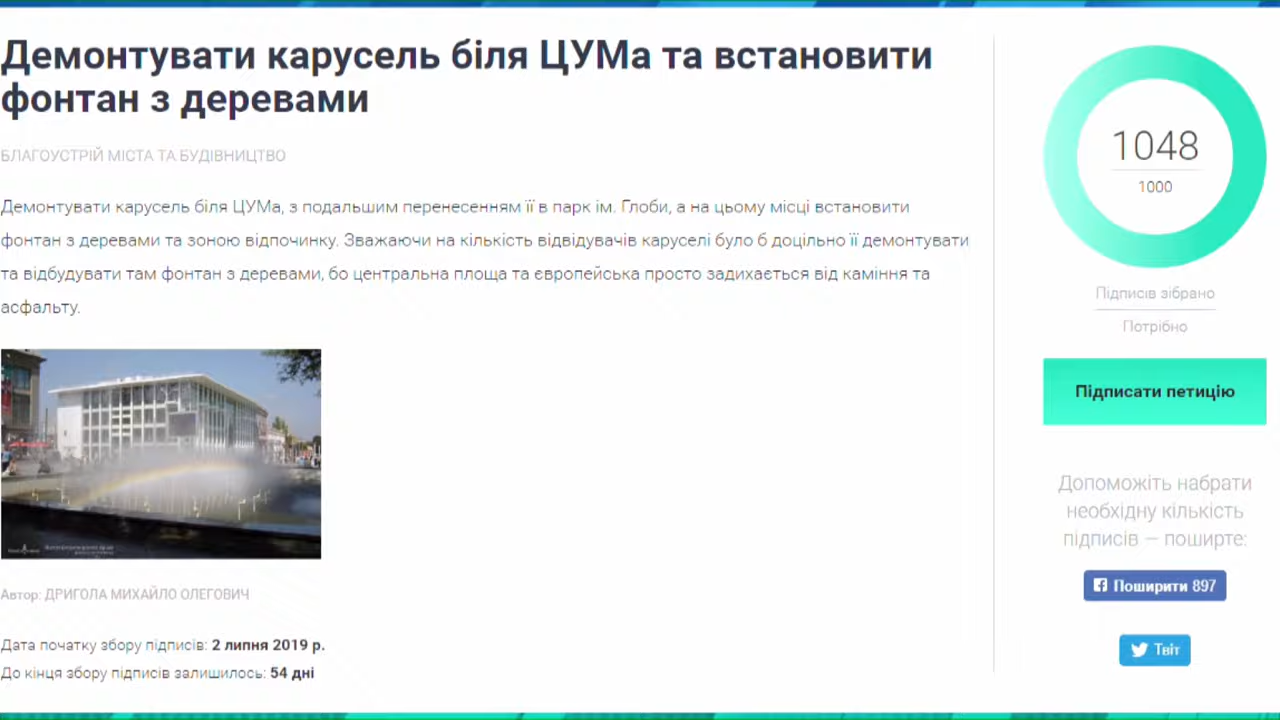 Демонтувати карусель біля ЦУМа та встановити
фонтан з деревами
БЛАГОУСТРІЙ МІСТА ТА БУДІВНИЦТВО
Демонтувати карусель біля ЦУМа, з подальшим перенесенням її в парк ім. Глоби, а на цьому місці встановити
фонтан з деревами та зоною відпочинку. Зважаючи на кількість відвідувачів каруселі було б доцільно її демонтувати
та відбудувати там фонтан з деревами, бо центральна площа та європейська просто задихається від каміння та
асфальту.
Автор: ДРИГОЛА МИХАЙЛО ОЛЕГОВИЧ
Дата початку збору підписів: 2 липня 2019 р.
До кінця збору підписів залишилось: 54 дні
1048
1000
Підписів зібрано
Потрібно
Підписати петицію
Допоможіть набрати
необхідну кількість
підписів — поширте:
Поширити 897
Твіт